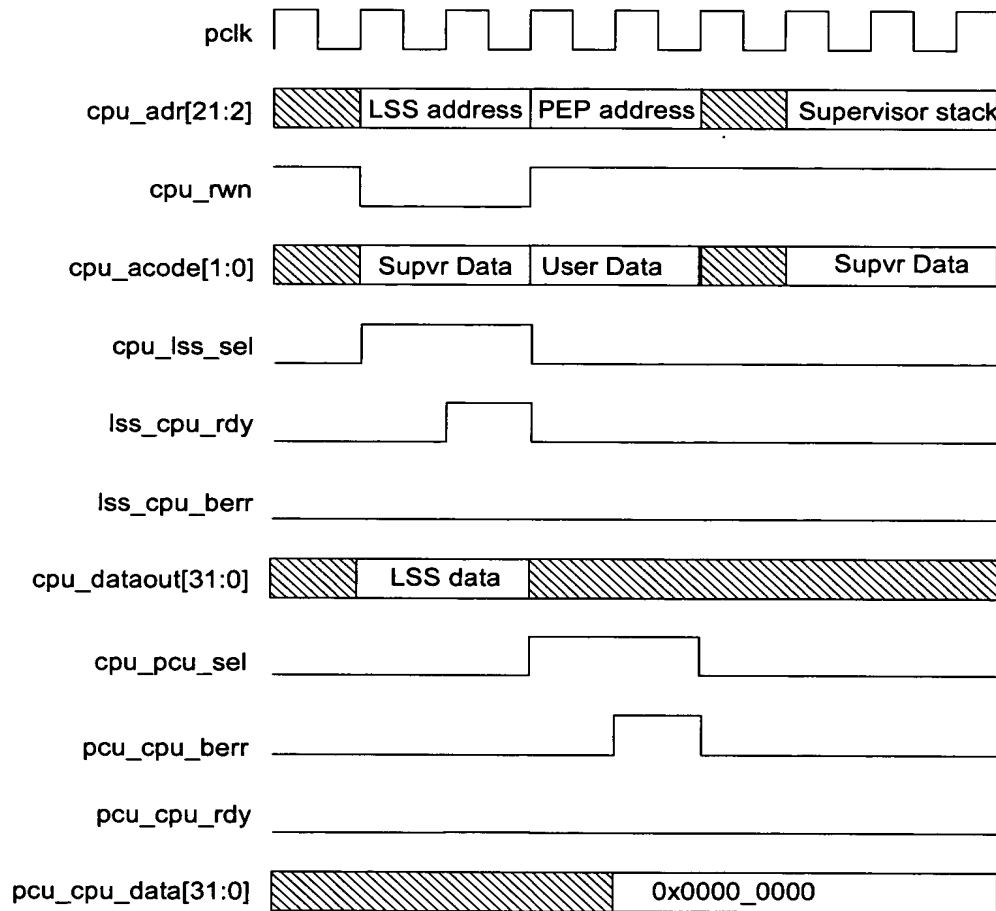 pclk
cpu_adr[21:2] LSS address PEP address Supervisor stack
cpu_rwn
cpu_acode[1:0] Supvr Data User Data Supvr Data
cpu_lss_sel
lss_cpu_rdy
lss_cpu_berr
cpu_dataout[31:0] LSS data
cpu_pcu_sel
pcu_cpu_berr
pcu_cpu_rdy
pcu_cpu_data[31:0] 0x0000_0000